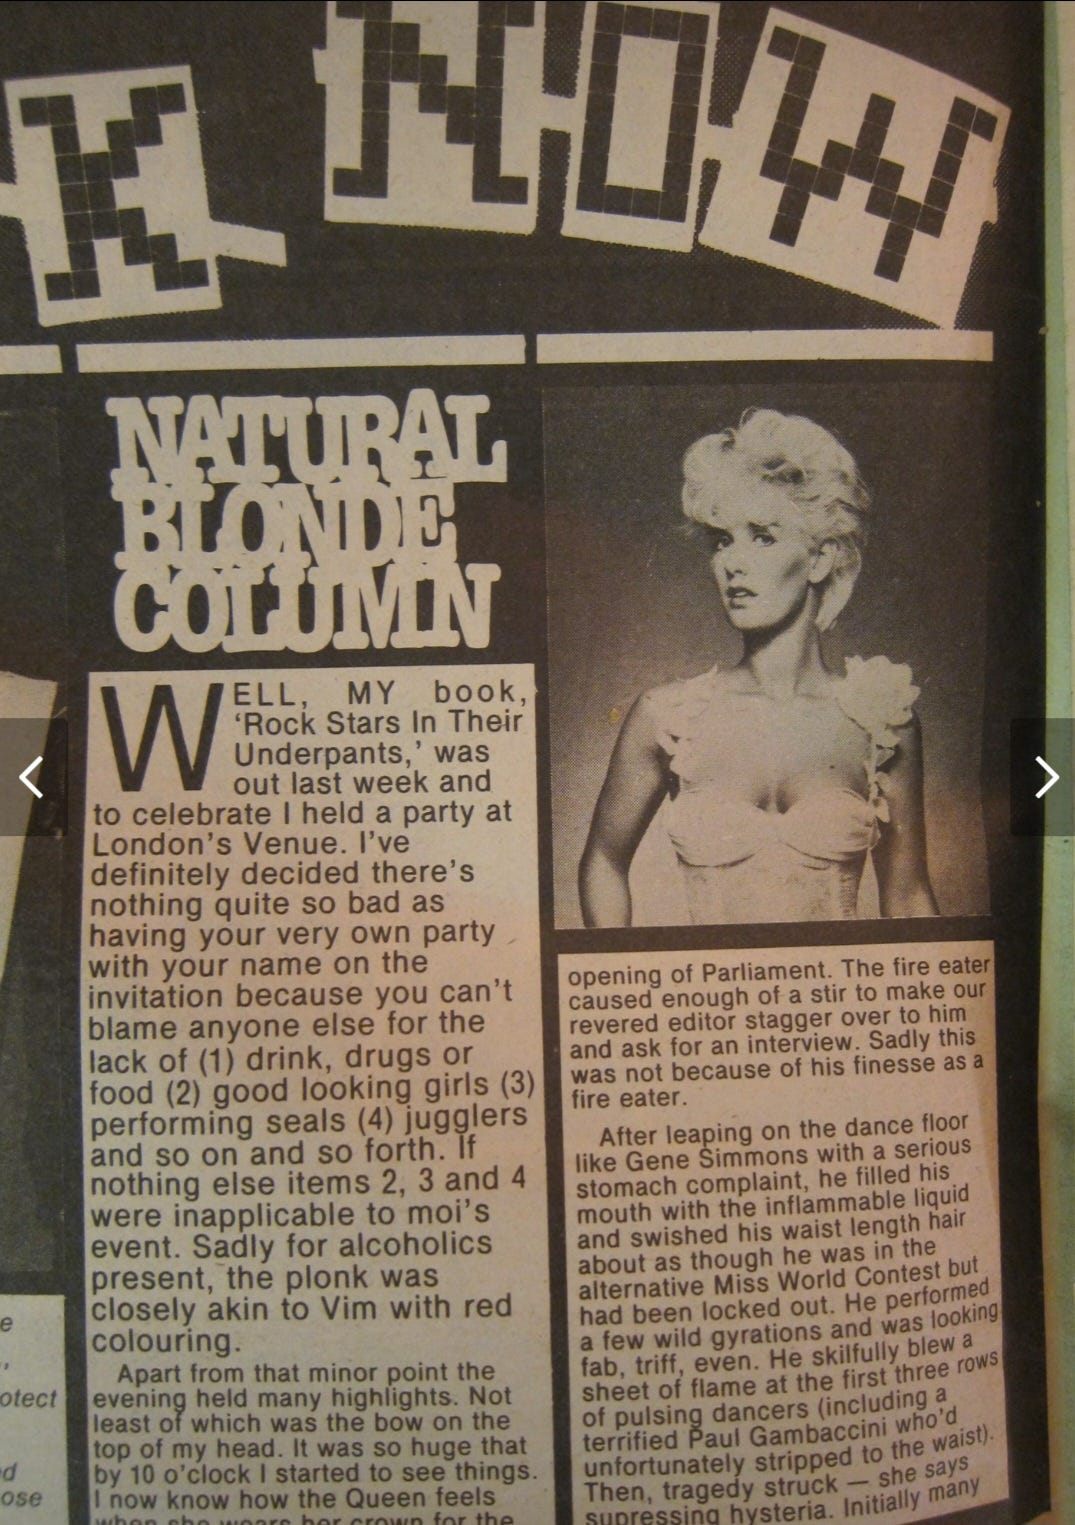 K NOW
NATURAL
BLONDE
COLUMN
WELL, MY book,
‘Rock Stars In Their
Underpants,’ was
out last week and
to celebrate I held a party at
London’s Venue. I’ve
definitely decided there’s
nothing quite so bad as
having your very own party
with your name on the
invitation because you can’t
blame anyone else for the
lack of (1) drink, drugs or
food (2) good looking girls (3)
performing seals (4) jugglers
and so on and so forth. If
nothing else items 2, 3 and 4
were inapplicable to moi’s
event. Sadly for alcoholics
present, the plonk was
closely akin to Vim with red
colouring.
Apart from that minor point the
evening held many highlights. Not
least of which was the bow on the
top of my head. It was so huge that
by 10 o’clock I started to see things.
I now know how the Queen feels
when she wears her crown for the
opening of Parliament. The fire eater
caused enough of a stir to make our
revered editor stagger over to him
and ask for an interview. Sadly this
was not because of his finesse as a
fire eater.
After leaping on the dance floor
like Gene Simmons with a serious
stomach complaint, he filled his
mouth with the inflammable liquid
and swished his waist length hair
about as though he was in the
alternative Miss World Contest but
had been locked out. He performed
a few wild gyrations and was looking
fab, triff, even. He skilfully blew a
sheet of flame at the first three rows
of pulsing dancers (including a
terrified Paul Gambaccini who’d
unfortunately stripped to the waist).
Then, tragedy struck — she says
supressing hysteria. Initially many